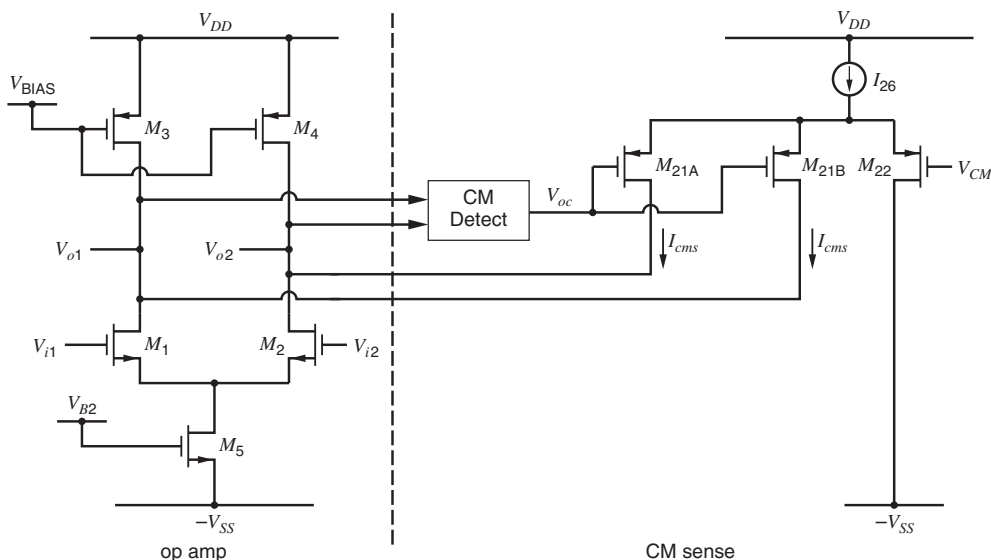 V_DD
V_DD
V_BIAS
I_26
M_3
M_4
M_21A
M_21B
M_22
V_CM
CM
Detect
V_oc
V_o1
V_o2
I_cms
I_cms
V_i1
M_1
M_2
V_i2
V_B2
M_5
–V_SS
–V_SS
op amp
CM sense